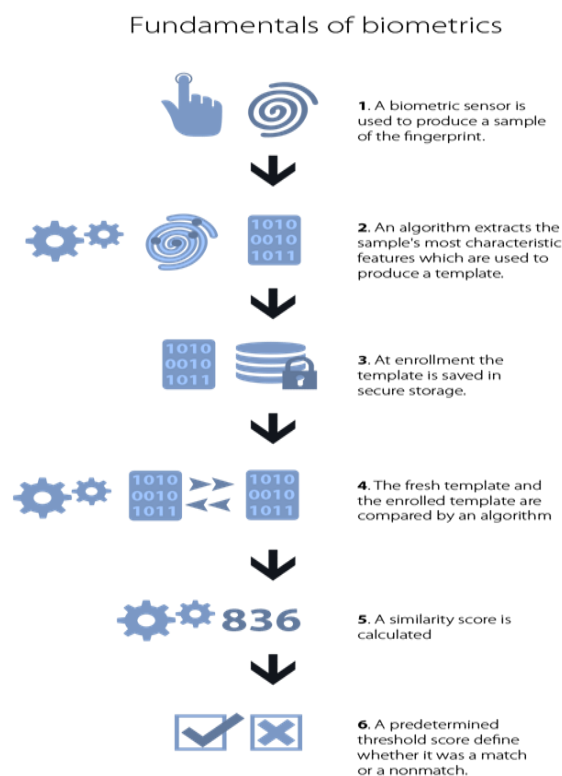 Fundamentals of biometrics
1. A biometric sensor is
used to produce a sample
of the fingerprint.
1010
0010
1011
2. An algorithm extracts the
sample's most characteristic
features which are used to
produce a template.
1010
0010
1011
3. At enrollment the
template is saved in
secure storage.
1010
0010
1011
1010
0010
1011
4. The fresh template and
the enrolled template are
compared by an algorithm
836
5. A similarity score is
calculated
6. A predetermined
threshold score define
whether it was a match
or a nonmatch.